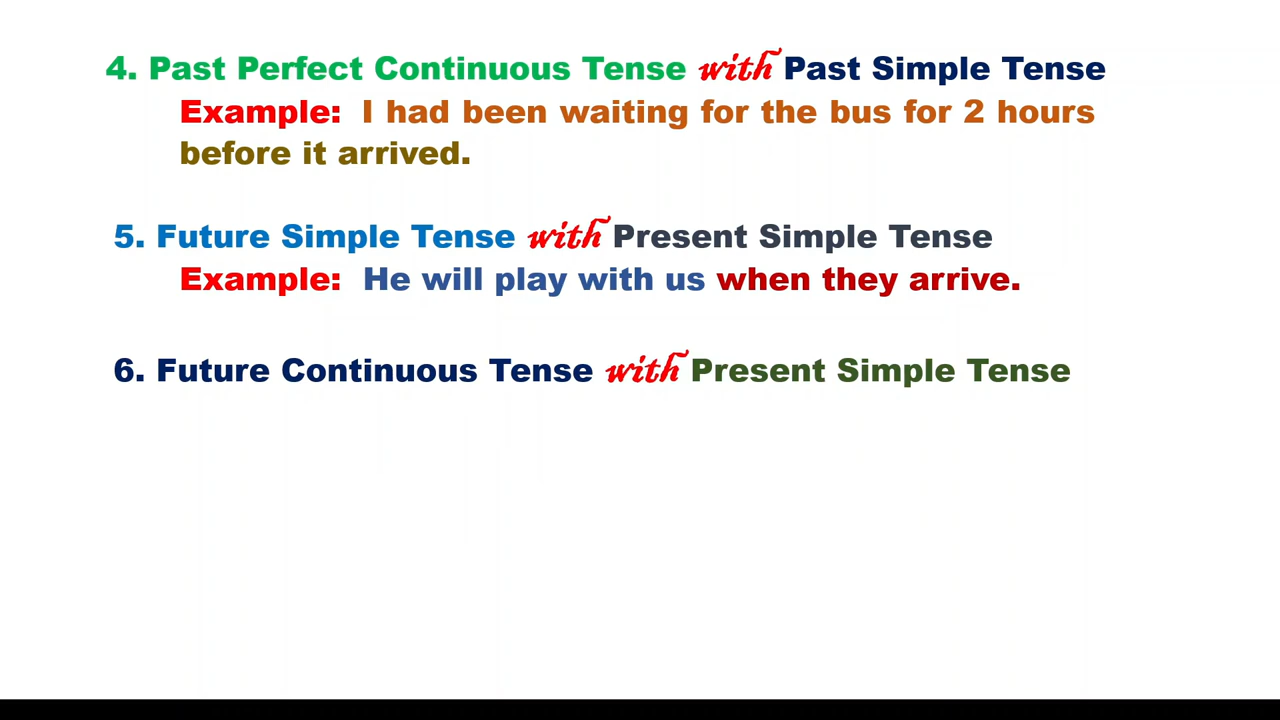 4. Past Perfect Continuous Tense with Past Simple Tense
Example: I had been waiting for the bus for 2 hours
before it arrived.
5. Future Simple Tense with Present Simple Tense
Example: He will play with us when they arrive.
6. Future Continuous Tense with Present Simple Tense